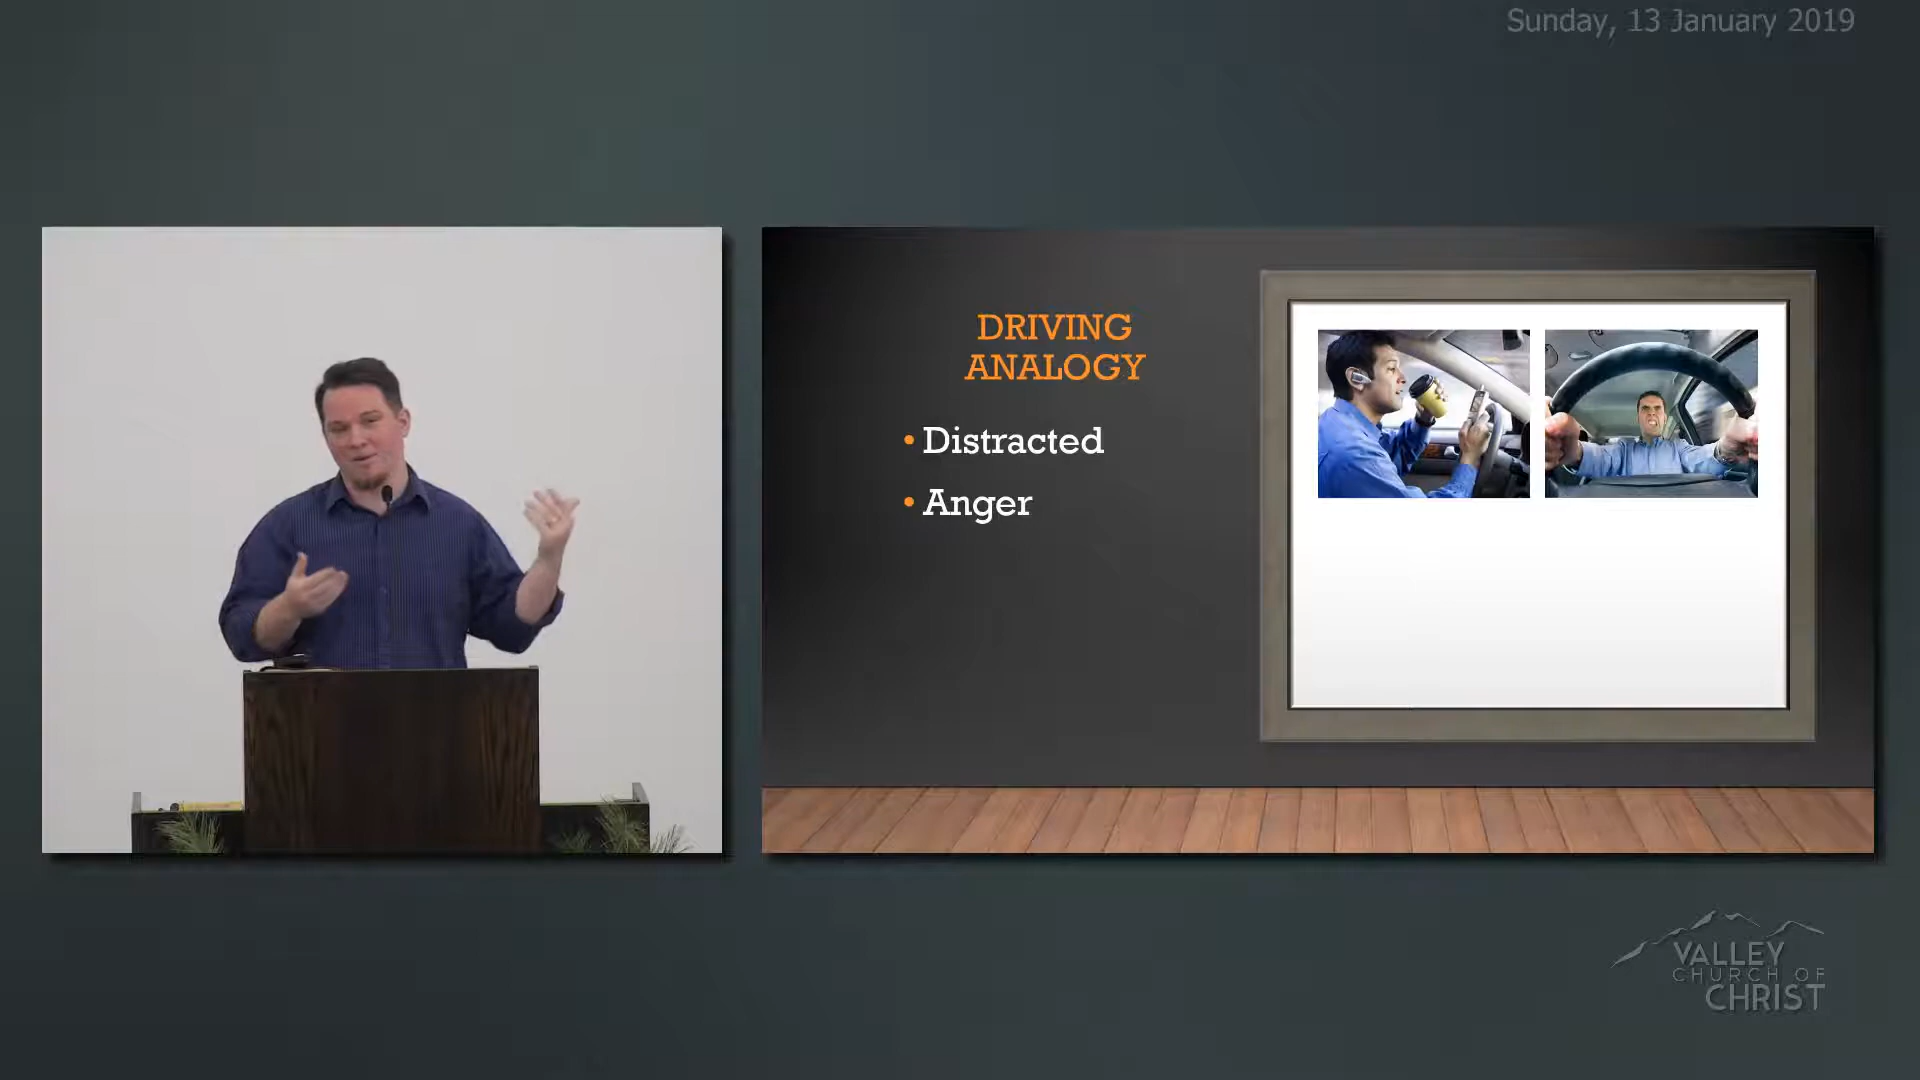 Sunday, 13 January 2019
DRIVING
ANALOGY
• Distracted
• Anger
VALLEY
CHURCH OF
CHRIST